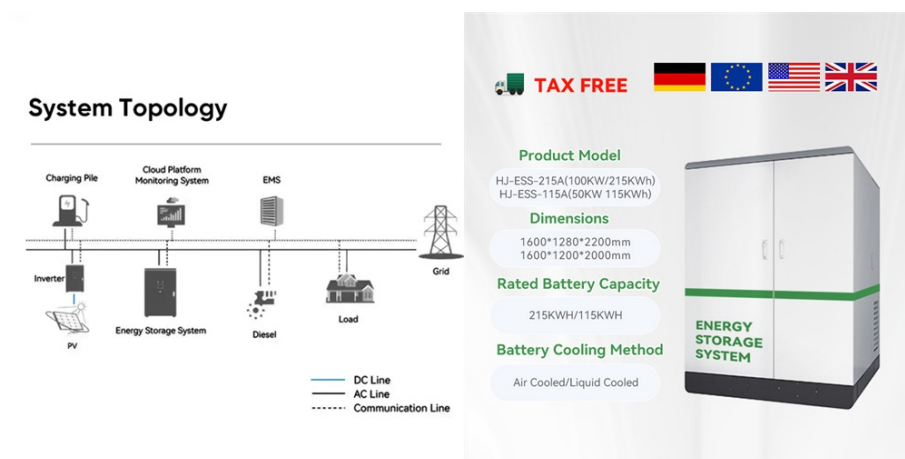 System Topology
Charging Pile
Cloud Platform
Monitoring System
EMS
Grid
Inverter
PV
Energy Storage System
Diesel
Load
DC Line
AC Line
Communication Line
TAX FREE
Product Model
HJ-ESS-215A(100KW/215KWh)
HJ-ESS-115A(50KW 115KWh)
Dimensions
1600*1280*2200mm
1600*1200*2000mm
Rated Battery Capacity
215KWH/115KWH
Battery Cooling Method
Air Cooled/Liquid Cooled
ENERGY
STORAGE
SYSTEM